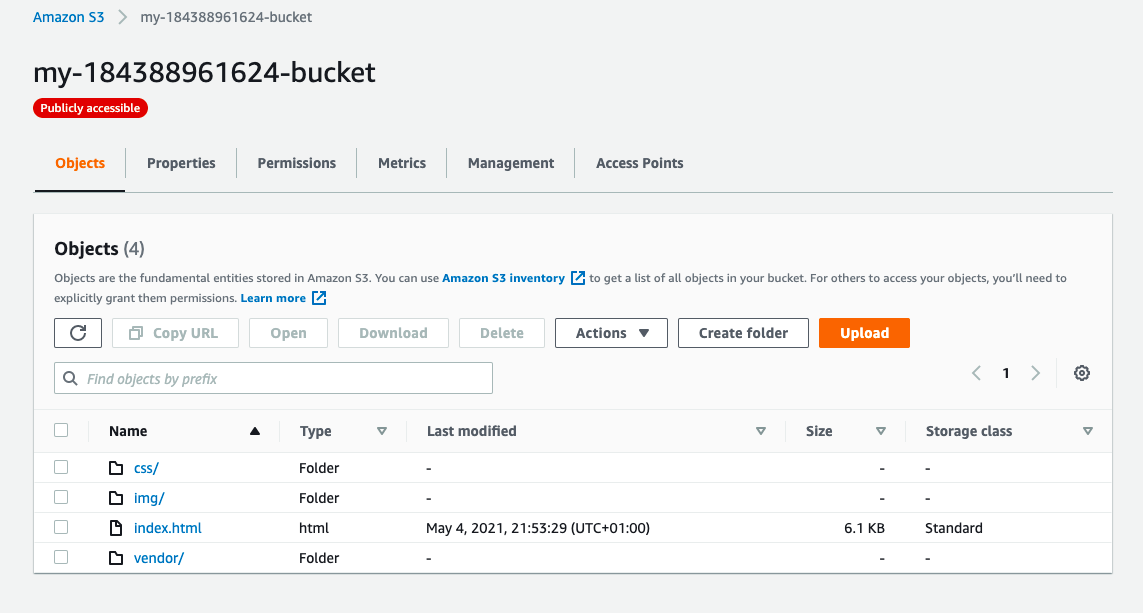 Amazon S3 > my-184388961624-bucket
my-184388961624-bucket
Publicly accessible
Objects Properties Permissions Metrics Management Access Points
Objects (4)
Objects are the fundamental entities stored in Amazon S3. You can use Amazon S3 inventory to get a list of all objects in your bucket. For others to access your objects, you'll need to
explicitly grant them permissions. Learn more
Copy URL Open Download Delete Actions Create folder Upload
Find objects by prefix < 1 >
Name Type Last modified Size Storage class
css/ Folder - - -
img/ Folder - - -
index.html html May 4, 2021, 21:53:29 (UTC+01:00) 6.1 KB Standard
vendor/ Folder - - -